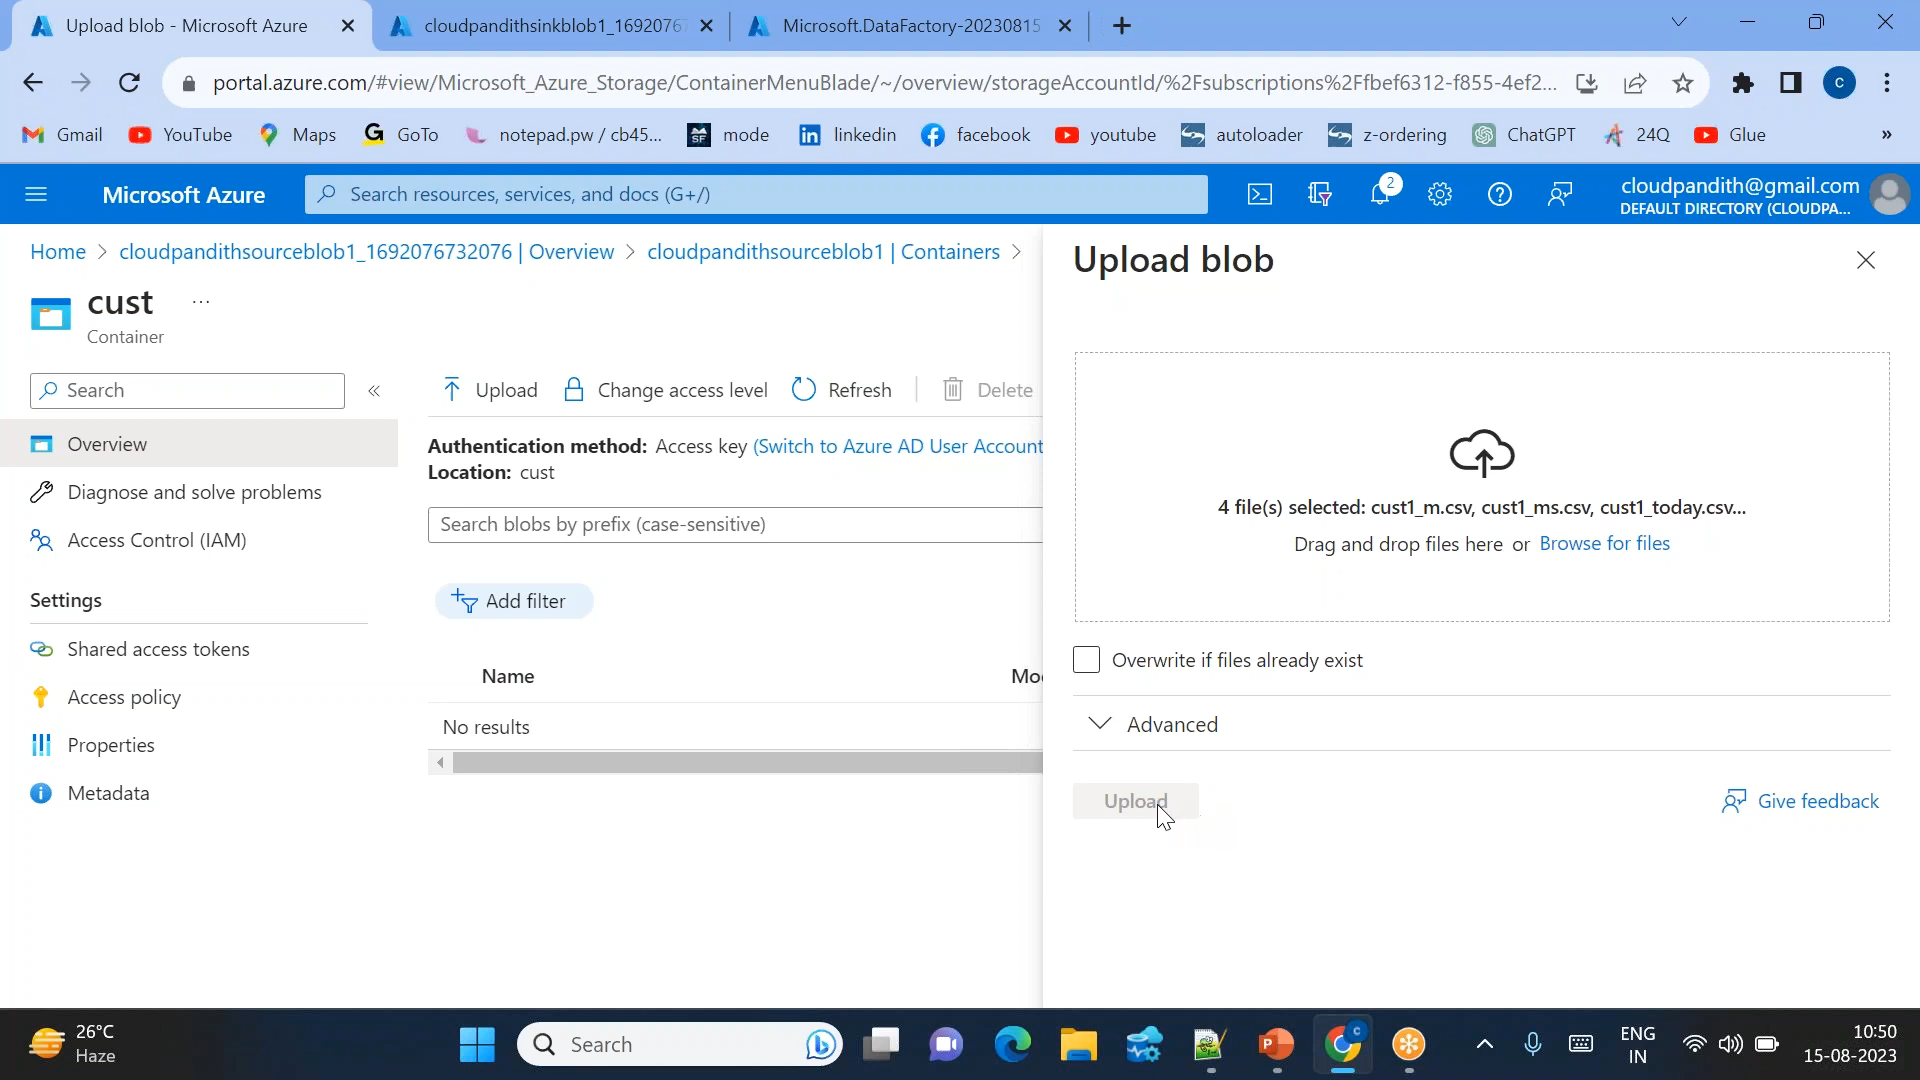 Upload blob - Microsoft Azure
cloudpandithsinkblob1_1692076
Microsoft.DataFactory-20230815
portal.azure.com/#view/Microsoft_Azure_Storage/ContainerMenuBlade/~/overview/storageAccountId/%2Fsubscriptions%2Ffbef6312-f855-4ef2...
Gmail
YouTube
Maps
GoTo
notepad.pw / cb45...
mode
linkedin
facebook
youtube
autoloader
z-ordering
ChatGPT
24Q
Glue
»
Microsoft Azure
Search resources, services, and docs (G+/)
2
cloudpandith@gmail.com
DEFAULT DIRECTORY (CLOUDPA...
Home > cloudpandithsourceblob1_1692076732076 | Overview > cloudpandithsourceblob1 | Containers >
cust
...
Container
Search
«
Overview
Diagnose and solve problems
Access Control (IAM)
Settings
Shared access tokens
Access policy
Properties
Metadata
Upload
Change access level
Refresh
Delete
Authentication method: Access key (Switch to Azure AD User Account
Location: cust
Search blobs by prefix (case-sensitive)
Add filter
Name
Mo
No results
Upload blob
4 file(s) selected: cust1_m.csv, cust1_ms.csv, cust1_today.csv...
Drag and drop files here or Browse for files
Overwrite if files already exist
Advanced
Upload
Give feedback
26°C
Haze
Search
ENG
IN
10:50
15-08-2023